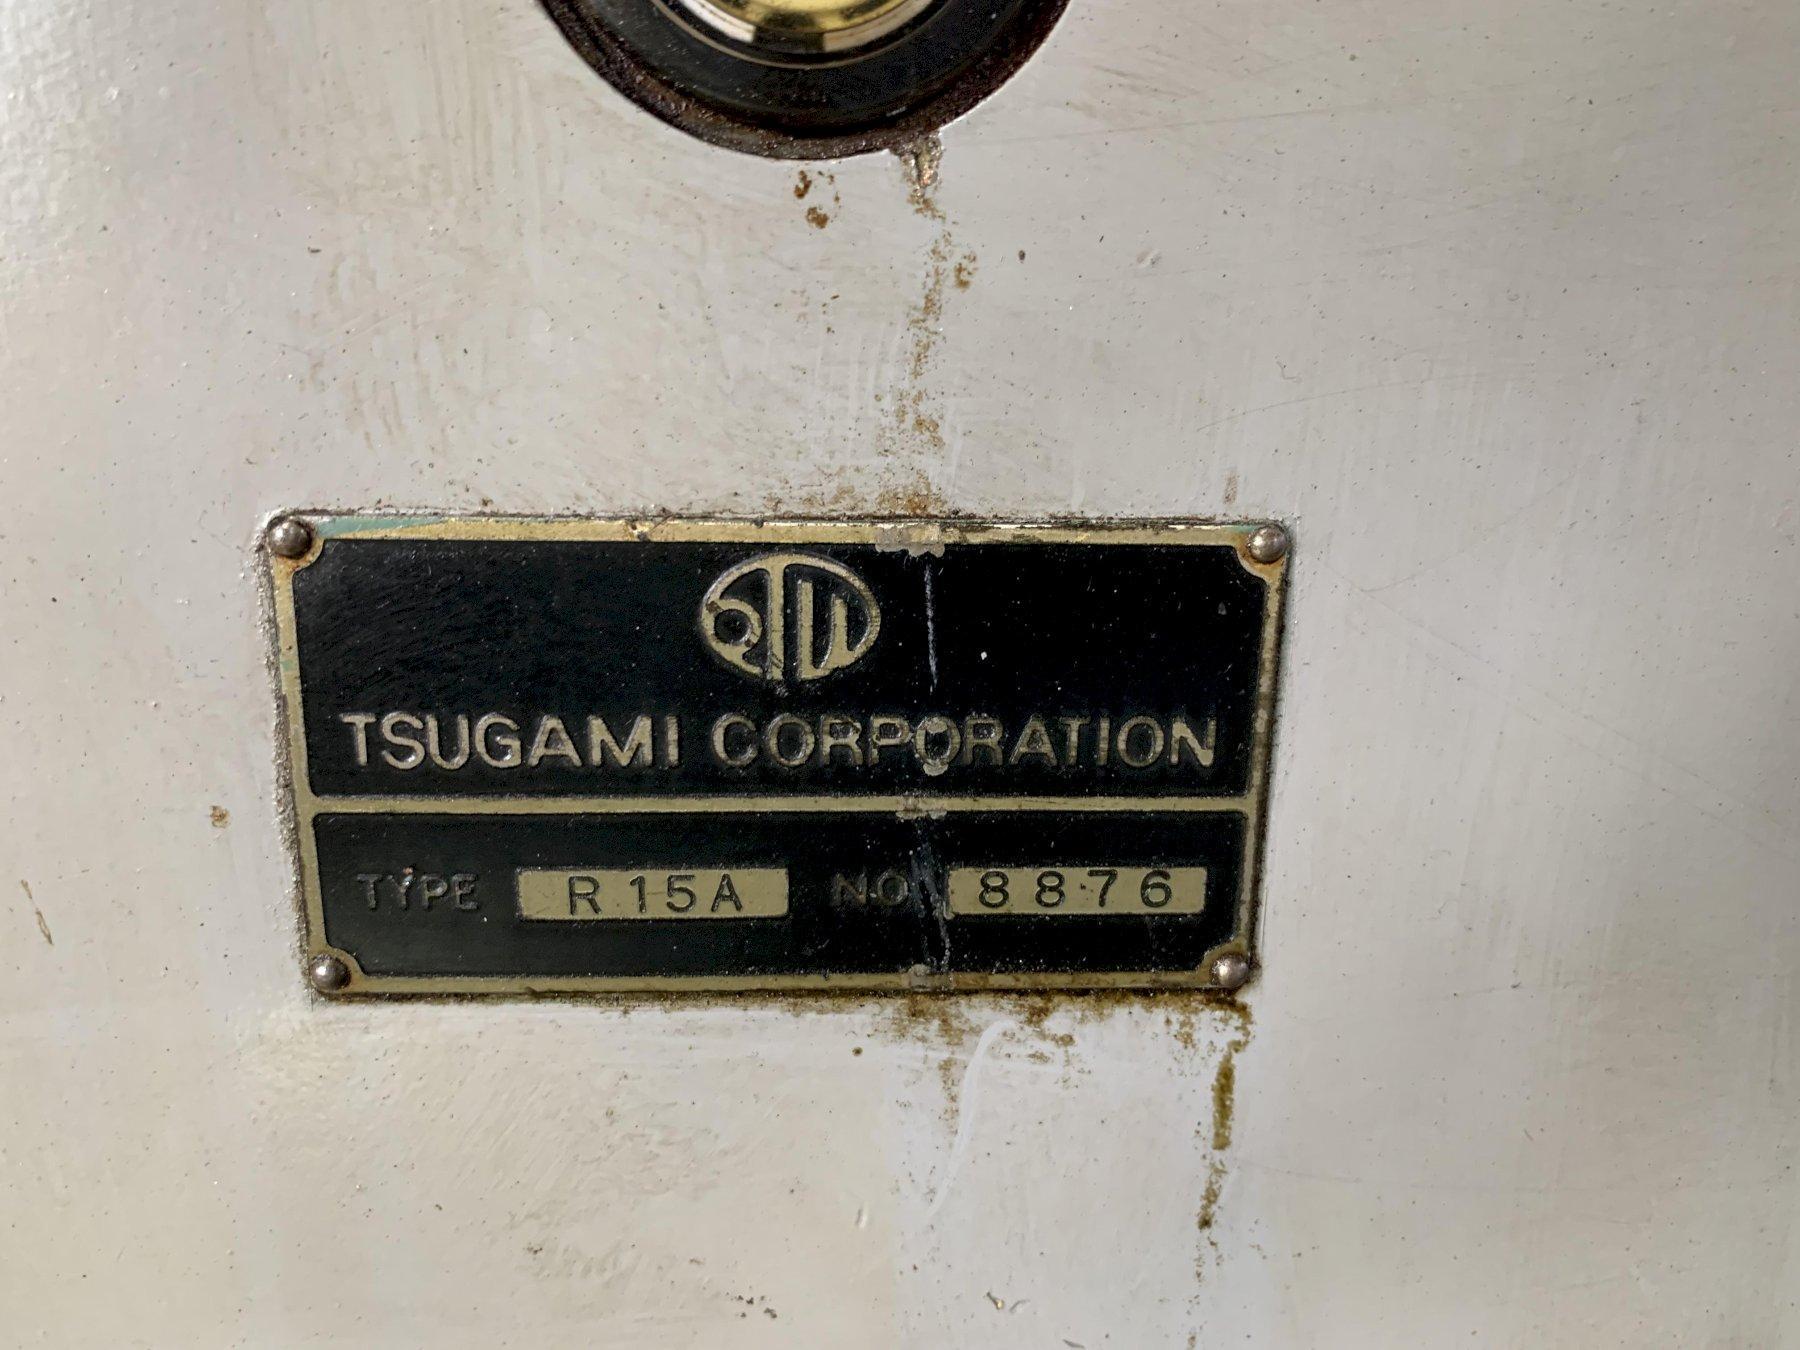 TSUGAMI CORPORATION
TYPE R15A NO 8876